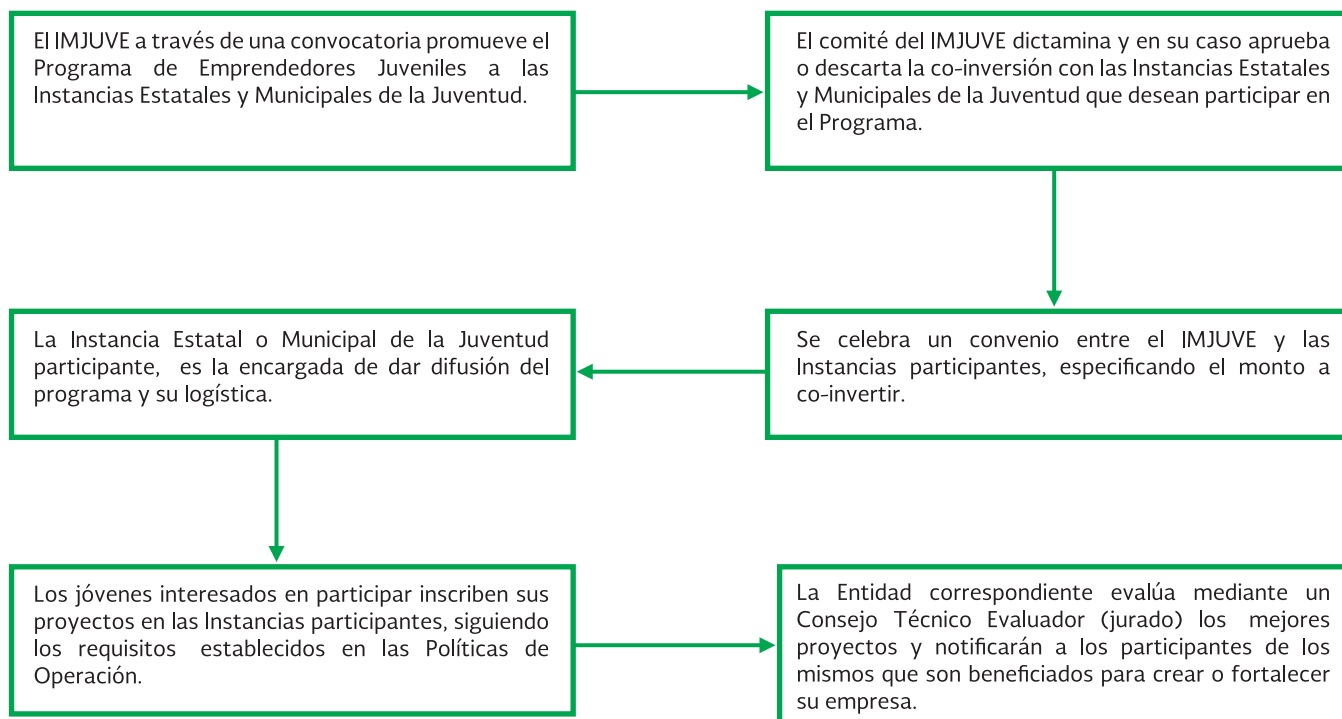 El IMJUVE a través de una convocatoria promueve el
Programa de Emprendedores Juveniles a las
Instancias Estatales y Municipales de la Juventud.
El comité del IMJUVE dictamina y en su caso aprueba
o descarta la co-inversión con las Instancias Estatales
y Municipales de la Juventud que desean participar en
el Programa.
Se celebra un convenio entre el IMJUVE y las
Instancias participantes, especificando el monto a
co-invertir.
La Instancia Estatal o Municipal de la Juventud
participante, es la encargada de dar difusión del
programa y su logística.
Los jóvenes interesados en participar inscriben sus
proyectos en las Instancias participantes, siguiendo
los requisitos establecidos en las Políticas de
Operación.
La Entidad correspondiente evalúa mediante un
Consejo Técnico Evaluador (jurado) los mejores
proyectos y notificarán a los participantes de los
mismos que son beneficiados para crear o fortalecer
su empresa.